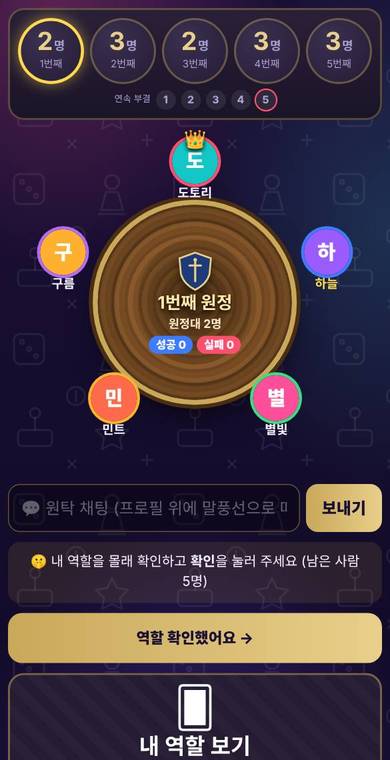 2명 3명 2명 3명 3명
1번째 2번째 3번째 4번째 5번째
연속 부결 1 2 3 4 5
도
도토리
구
구름
하
하늘
1번째 원정
원정대 2명
성공 0 실패 0
민
민트
별
별빛
원탁 채팅 (프로필 위에 말풍선으로
보내기
내 역할을 몰래 확인하고 확인을 눌러 주세요 (남은 사람
5명)
역할 확인했어요 →
내 역할 보기